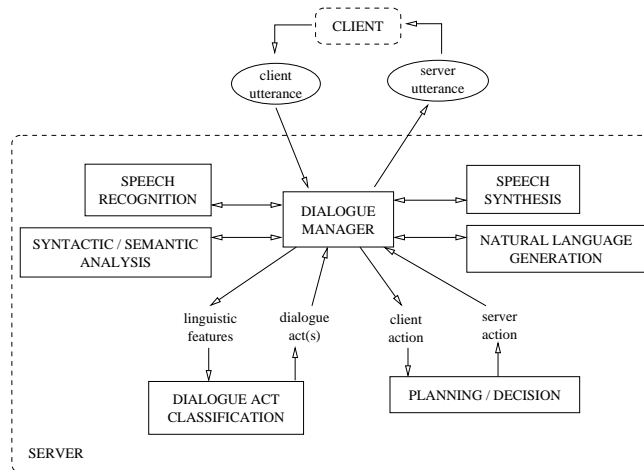 CLIENT
client
utterance
server
utterance
SPEECH
RECOGNITION
SPEECH
SYNTHESIS
DIALOGUE
MANAGER
SYNTACTIC / SEMANTIC
ANALYSIS
NATURAL LANGUAGE
GENERATION
linguistic
features
dialogue
act(s)
client
action
server
action
DIALOGUE ACT
CLASSIFICATION
PLANNING / DECISION
SERVER